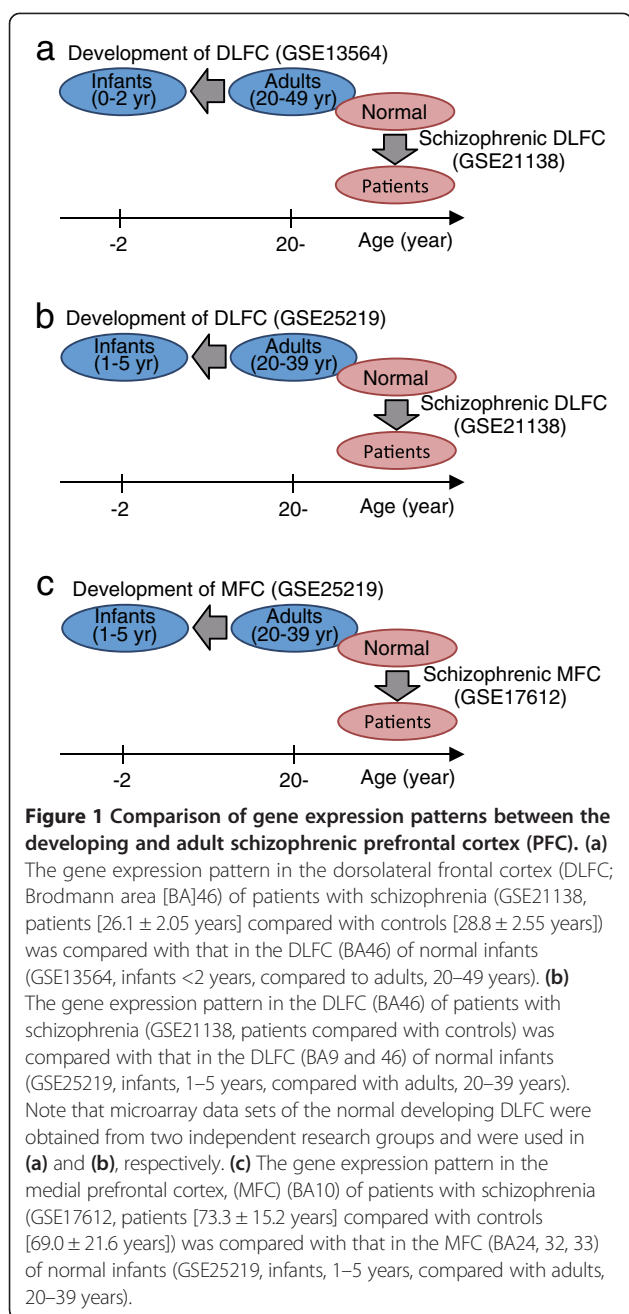 a Development of DLFC (GSE13564)
Infants
(0-2 yr)
Adults
(20-49 yr)
Normal
Schizophrenic DLFC
(GSE21138)
Patients
-2
20-
Age (year)
b Development of DLFC (GSE25219)
Infants
(1-5 yr)
Adults
(20-39 yr)
Normal
Schizophrenic DLFC
(GSE21138)
Patients
-2
20-
Age (year)
c Development of MFC (GSE25219)
Infants
(1-5 yr)
Adults
(20-39 yr)
Normal
Schizophrenic MFC
(GSE17612)
Patients
-2
20-
Age (year)
Figure 1 Comparison of gene expression patterns between the
developing and adult schizophrenic prefrontal cortex (PFC). (a)
The gene expression pattern in the dorsolateral frontal cortex (DLFC;
Brodmann area [BA]46) of patients with schizophrenia (GSE21138,
patients [26.1 ± 2.05 years] compared with controls [28.8 ± 2.55 years])
was compared with that in the DLFC (BA46) of normal infants
(GSE13564, infants <2 years, compared to adults, 20–49 years). (b)
The gene expression pattern in the DLFC (BA46) of patients with
schizophrenia (GSE21138, patients compared with controls) was
compared with that in the DLFC (BA9 and 46) of normal infants
(GSE25219, infants, 1–5 years, compared with adults, 20–39 years).
Note that microarray data sets of the normal developing DLFC were
obtained from two independent research groups and were used in
(a) and (b), respectively. (c) The gene expression pattern in the
medial prefrontal cortex, (MFC) (BA10) of patients with schizophrenia
(GSE17612, patients [73.3 ± 15.2 years] compared with controls
[69.0 ± 21.6 years]) was compared with that in the MFC (BA24, 32, 33)
of normal infants (GSE25219, infants, 1–5 years, compared with adults,
20–39 years).